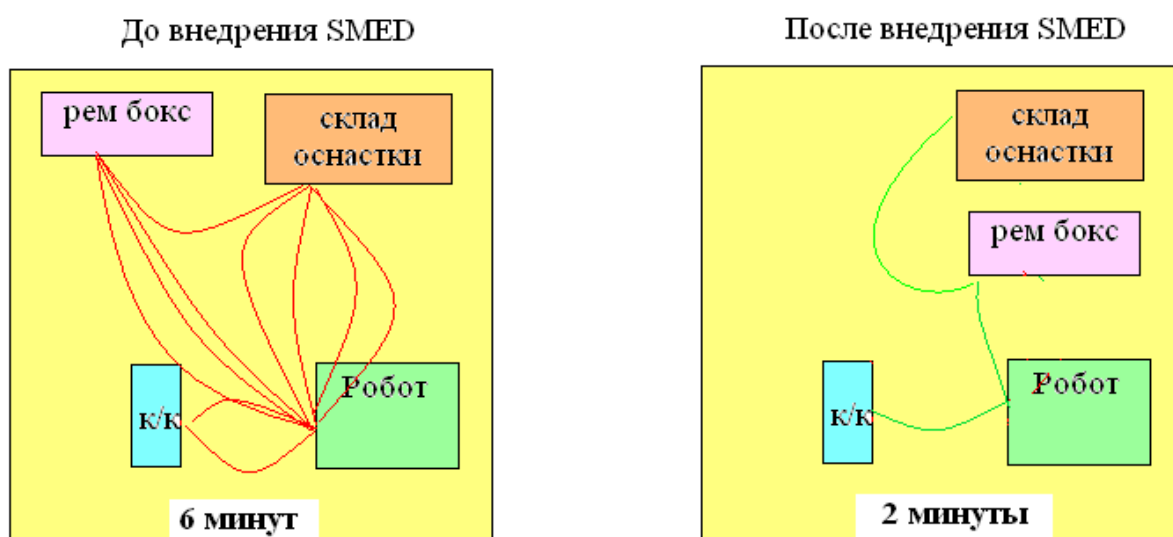 До внедрения SMED
рем бокс
склад
оснастки
к/к
Робот
6 минут
После внедрения SMED
склад
оснастки
рем бокс
к/к
Робот
2 минуты